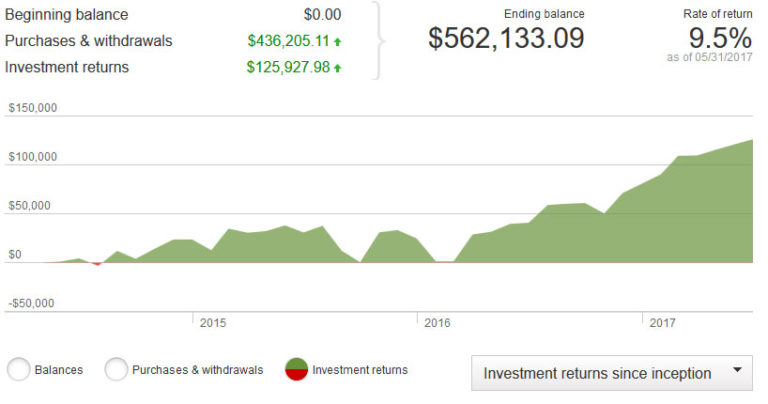 Beginning balance $0.00
Purchases & withdrawals $436,205.11
Investment returns $125,927.98
Ending balance
$562,133.09
Rate of return
9.5%
as of 05/31/2017
$150,000
$100,000
$50,000
$0
-$50,000
2015 2016 2017
Balances Purchases & withdrawals Investment returns
Investment returns since inception